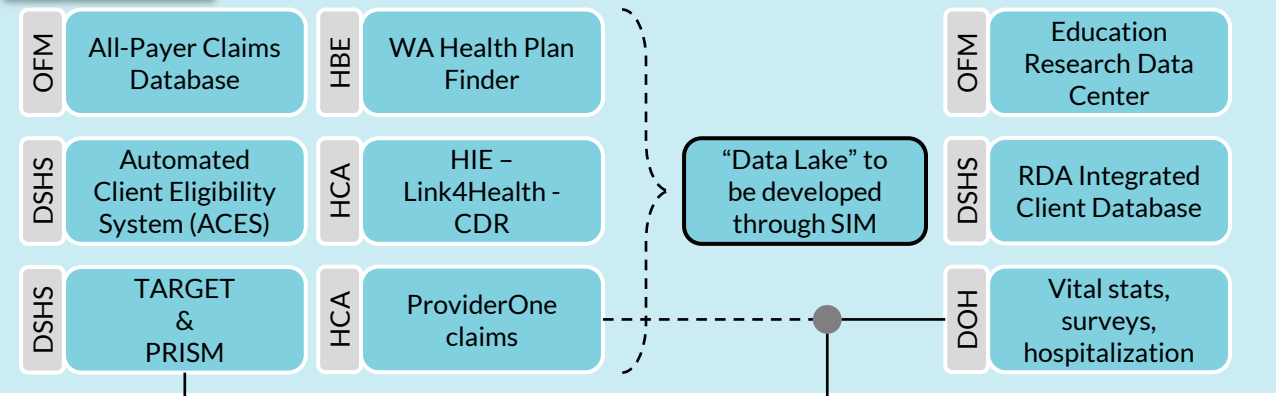 OFM
All-Payer Claims
Database
HBE
WA Health Plan
Finder
OFM
Education
Research Data
Center
DSHS
Automated
Client Eligibility
System (ACES)
HCA
HIE –
Link4Health -
CDR
“Data Lake” to
be developed
through SIM
DSHS
RDA Integrated
Client Database
DSHS
TARGET
&
PRISM
HCA
ProviderOne
claims
DOH
Vital stats,
surveys,
hospitalization